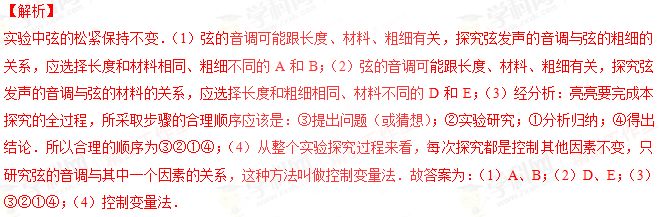 【解析】
实验中弦的松紧保持不变.（1）弦的音调可能跟长度、材料、粗细有关，探究弦发声的音调与弦的粗细的
关系，应选择长度和材料相同、粗细不同的 A 和 B；（2）弦的音调可能跟长度、材料、粗细有关，探究弦
发声的音调与弦的材料的关系，应选择长度和粗细相同、材料不同的 D 和 E；（3）经分析：亮亮要完成本
探究的全过程，所采取步骤的合理顺序应该是：③提出问题（或猜想）；②实验研究；①分析归纳；④得出
结论．所以合理的顺序为③②①④；（4）从整个实验探究过程来看，每次探究都是控制其他因素不变，只
研究弦的音调与其中一个因素的关系，这种方法叫做控制变量法．故答案为：（1）A、B；（2）D、E；（3）
③②①④；（4）控制变量法．